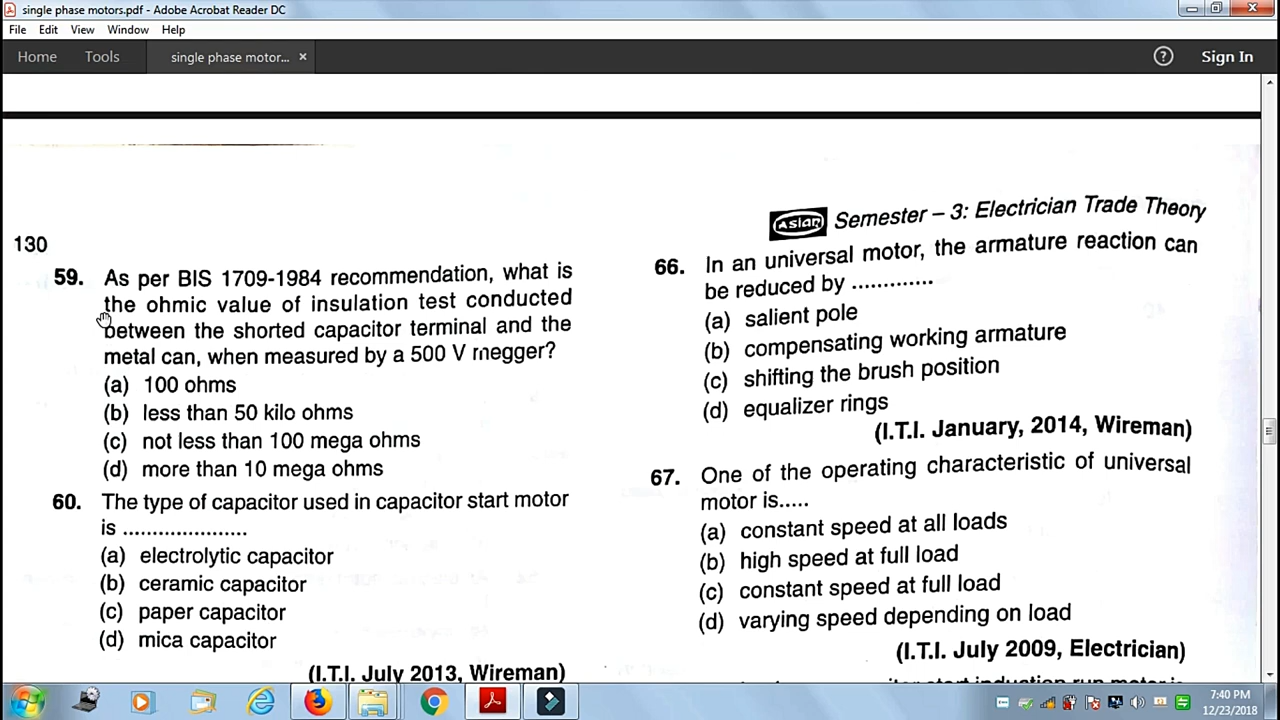 single phase motors.pdf - Adobe Acrobat Reader DC
File Edit View Window Help
Home Tools single phase motor... × ? Sign In
130
59. As per BIS 1709-1984 recommendation, what is
the ohmic value of insulation test conducted
between the shorted capacitor terminal and the
metal can, when measured by a 500 V megger?
(a) 100 ohms
(b) less than 50 kilo ohms
(c) not less than 100 mega ohms
(d) more than 10 mega ohms
60. The type of capacitor used in capacitor start motor
is .....................
(a) electrolytic capacitor
(b) ceramic capacitor
(c) paper capacitor
(d) mica capacitor
(I.T.I. July 2013, Wireman)
Asian Semester – 3: Electrician Trade Theory
66. In an universal motor, the armature reaction can
be reduced by ..............
(a) salient pole
(b) compensating working armature
(c) shifting the brush position
(d) equalizer rings
(I.T.I. January, 2014, Wireman)
67. One of the operating characteristic of universal
motor is.....
(a) constant speed at all loads
(b) high speed at full load
(c) constant speed at full load
(d) varying speed depending on load
(I.T.I. July 2009, Electrician)
7:40 PM
12/23/2018